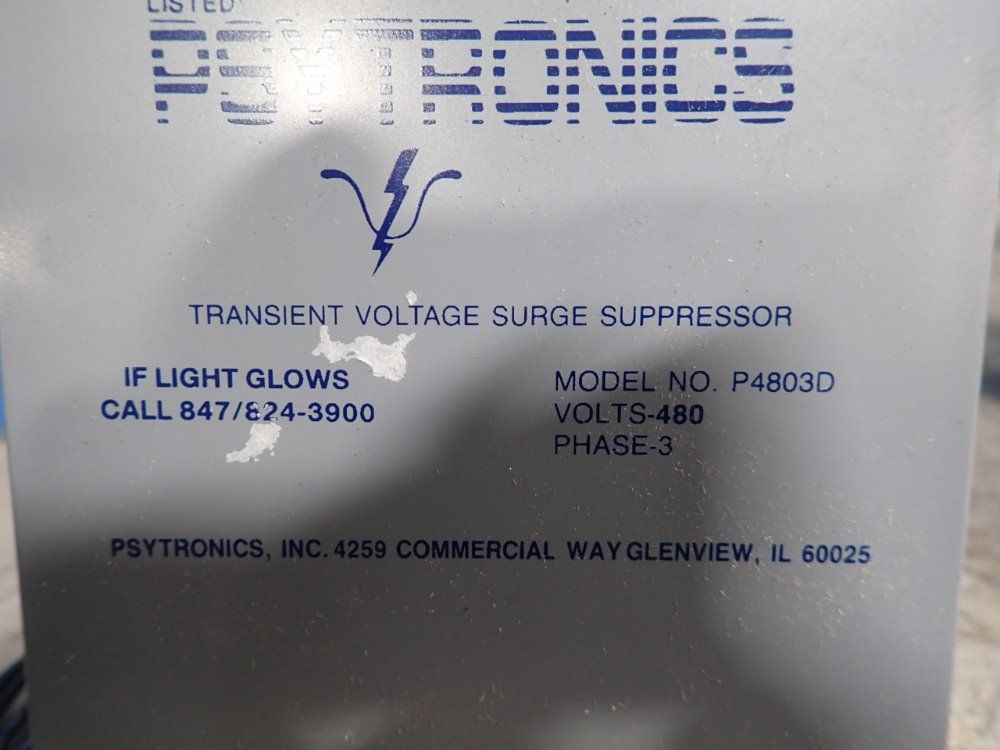 LISTED
PSYTRONICS
TRANSIENT VOLTAGE SURGE SUPPRESSOR
IF LIGHT GLOWS
CALL 847/824-3900
MODEL NO. P4803D
VOLTS-480
PHASE-3
PSYTRONICS, INC. 4259 COMMERCIAL WAY GLENVIEW, IL 60025